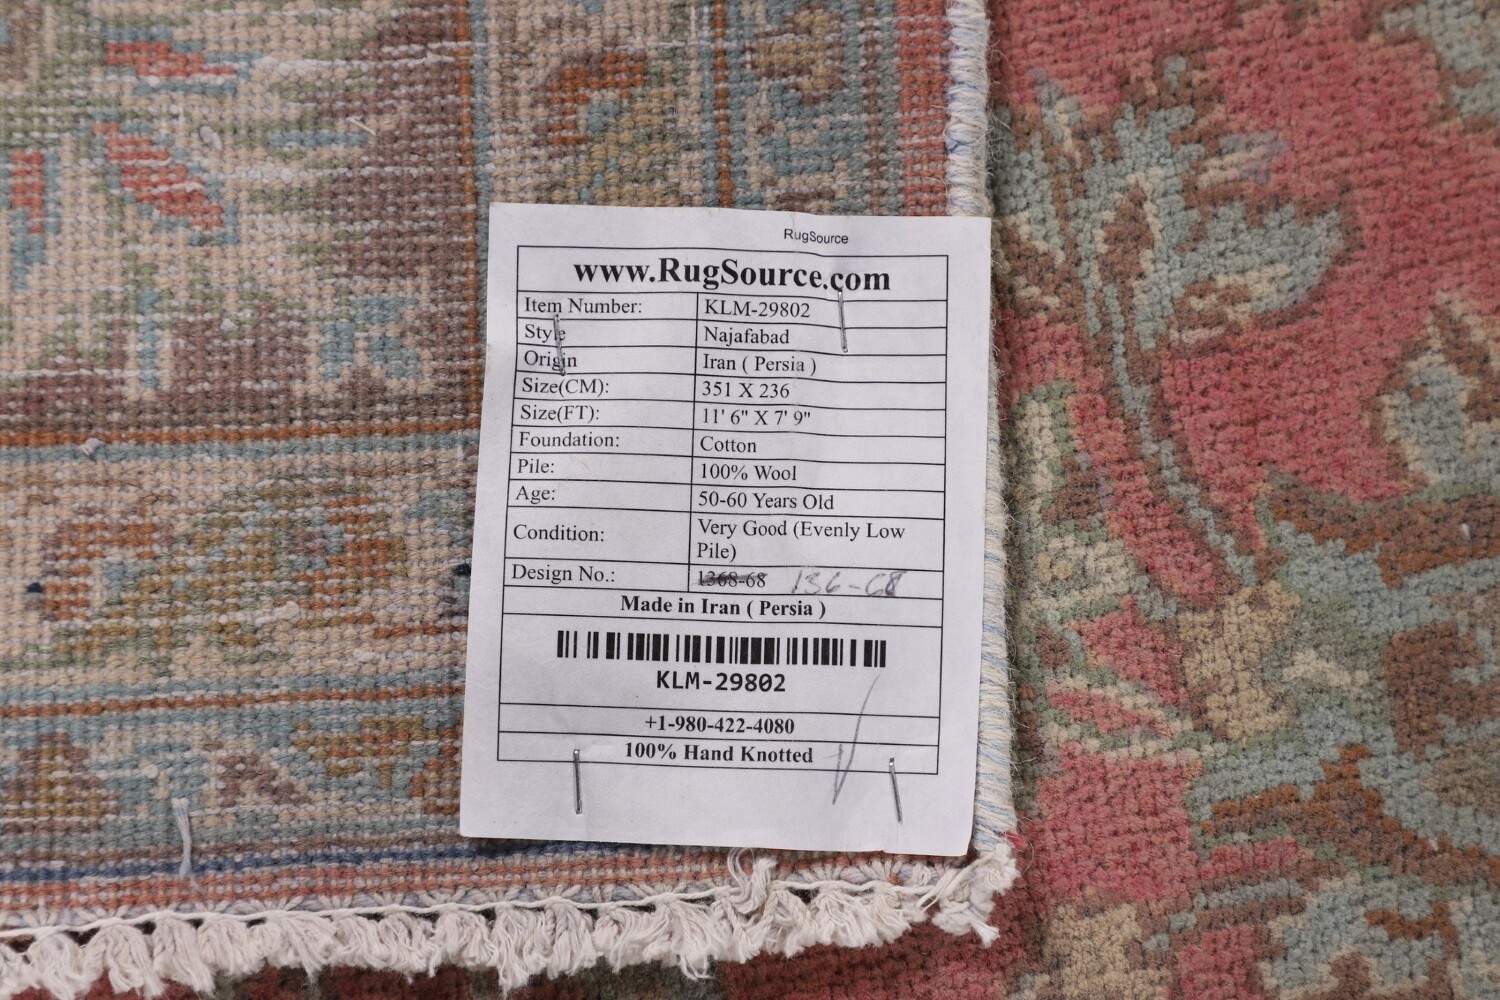 RugSource
www.RugSource.com
Item Number: KLM-29802
Style Najafabad
Origin Iran ( Persia )
Size(CM): 351 X 236
Size(FT): 11' 6" X 7' 9"
Foundation: Cotton
Pile: 100% Wool
Age: 50-60 Years Old
Condition: Very Good (Evenly Low
Pile)
Design No.: 1368-68 136-68
Made in Iran ( Persia )
KLM-29802
+1-980-422-4080
100% Hand Knotted